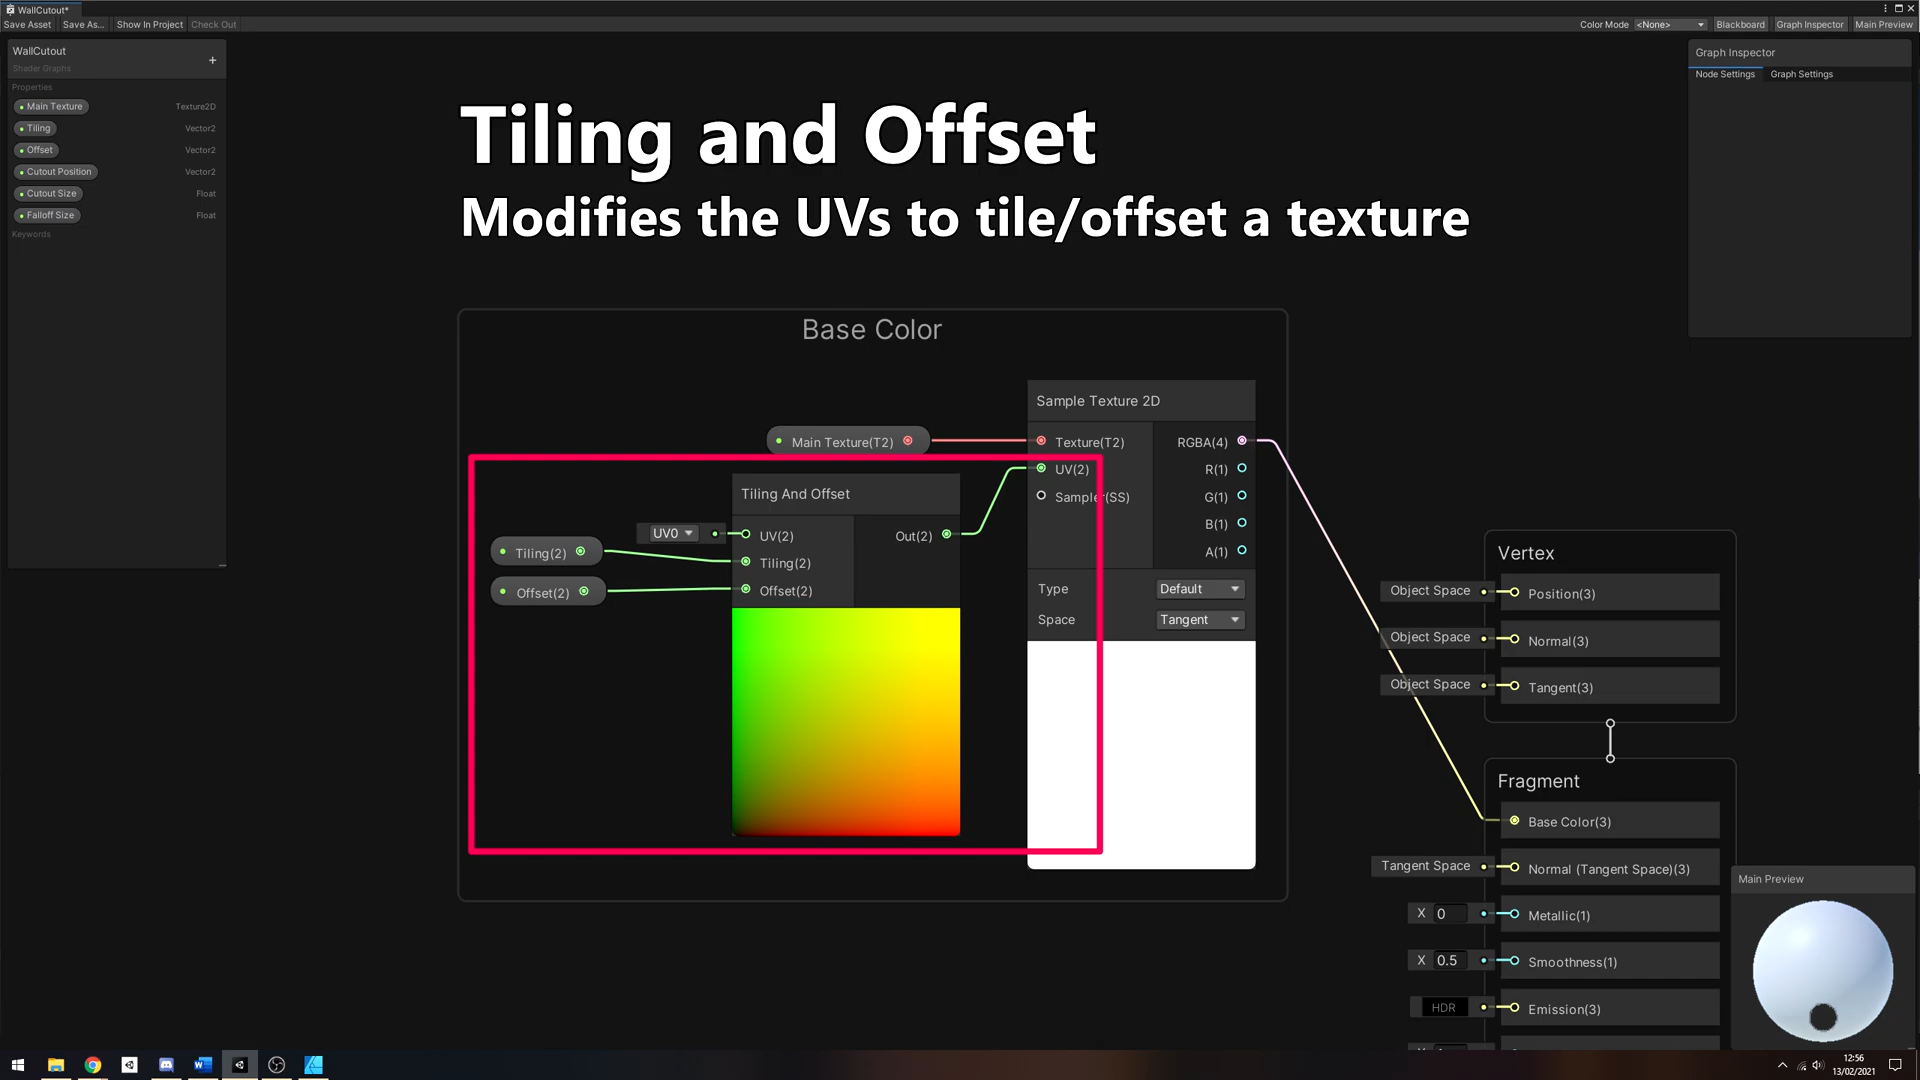 WallCutout*
Save Asset Save As... Show In Project Check Out
Color Mode <None> Blackboard Graph Inspector Main Preview
WallCutout
Shader Graphs
Properties
Main Texture Texture2D
Tiling Vector2
Offset Vector2
Cutout Position Vector2
Cutout Size Float
Falloff Size Float
Keywords
Graph Inspector
Node Settings Graph Settings
Tiling and Offset
Modifies the UVs to tile/offset a texture
Base Color
Main Texture(T2)
Sample Texture 2D
Texture(T2) RGBA(4)
UV(2) R(1)
Sampler(SS) G(1)
B(1)
A(1)
Type Default
Space Tangent
Tiling And Offset
UV0 UV(2) Out(2)
Tiling(2) Tiling(2)
Offset(2) Offset(2)
Vertex
Object Space Position(3)
Object Space Normal(3)
Object Space Tangent(3)
Fragment
Base Color(3)
Tangent Space Normal (Tangent Space)(3)
X 0 Metallic(1)
X 0.5 Smoothness(1)
HDR Emission(3)
Main Preview
12:56
13/02/2021